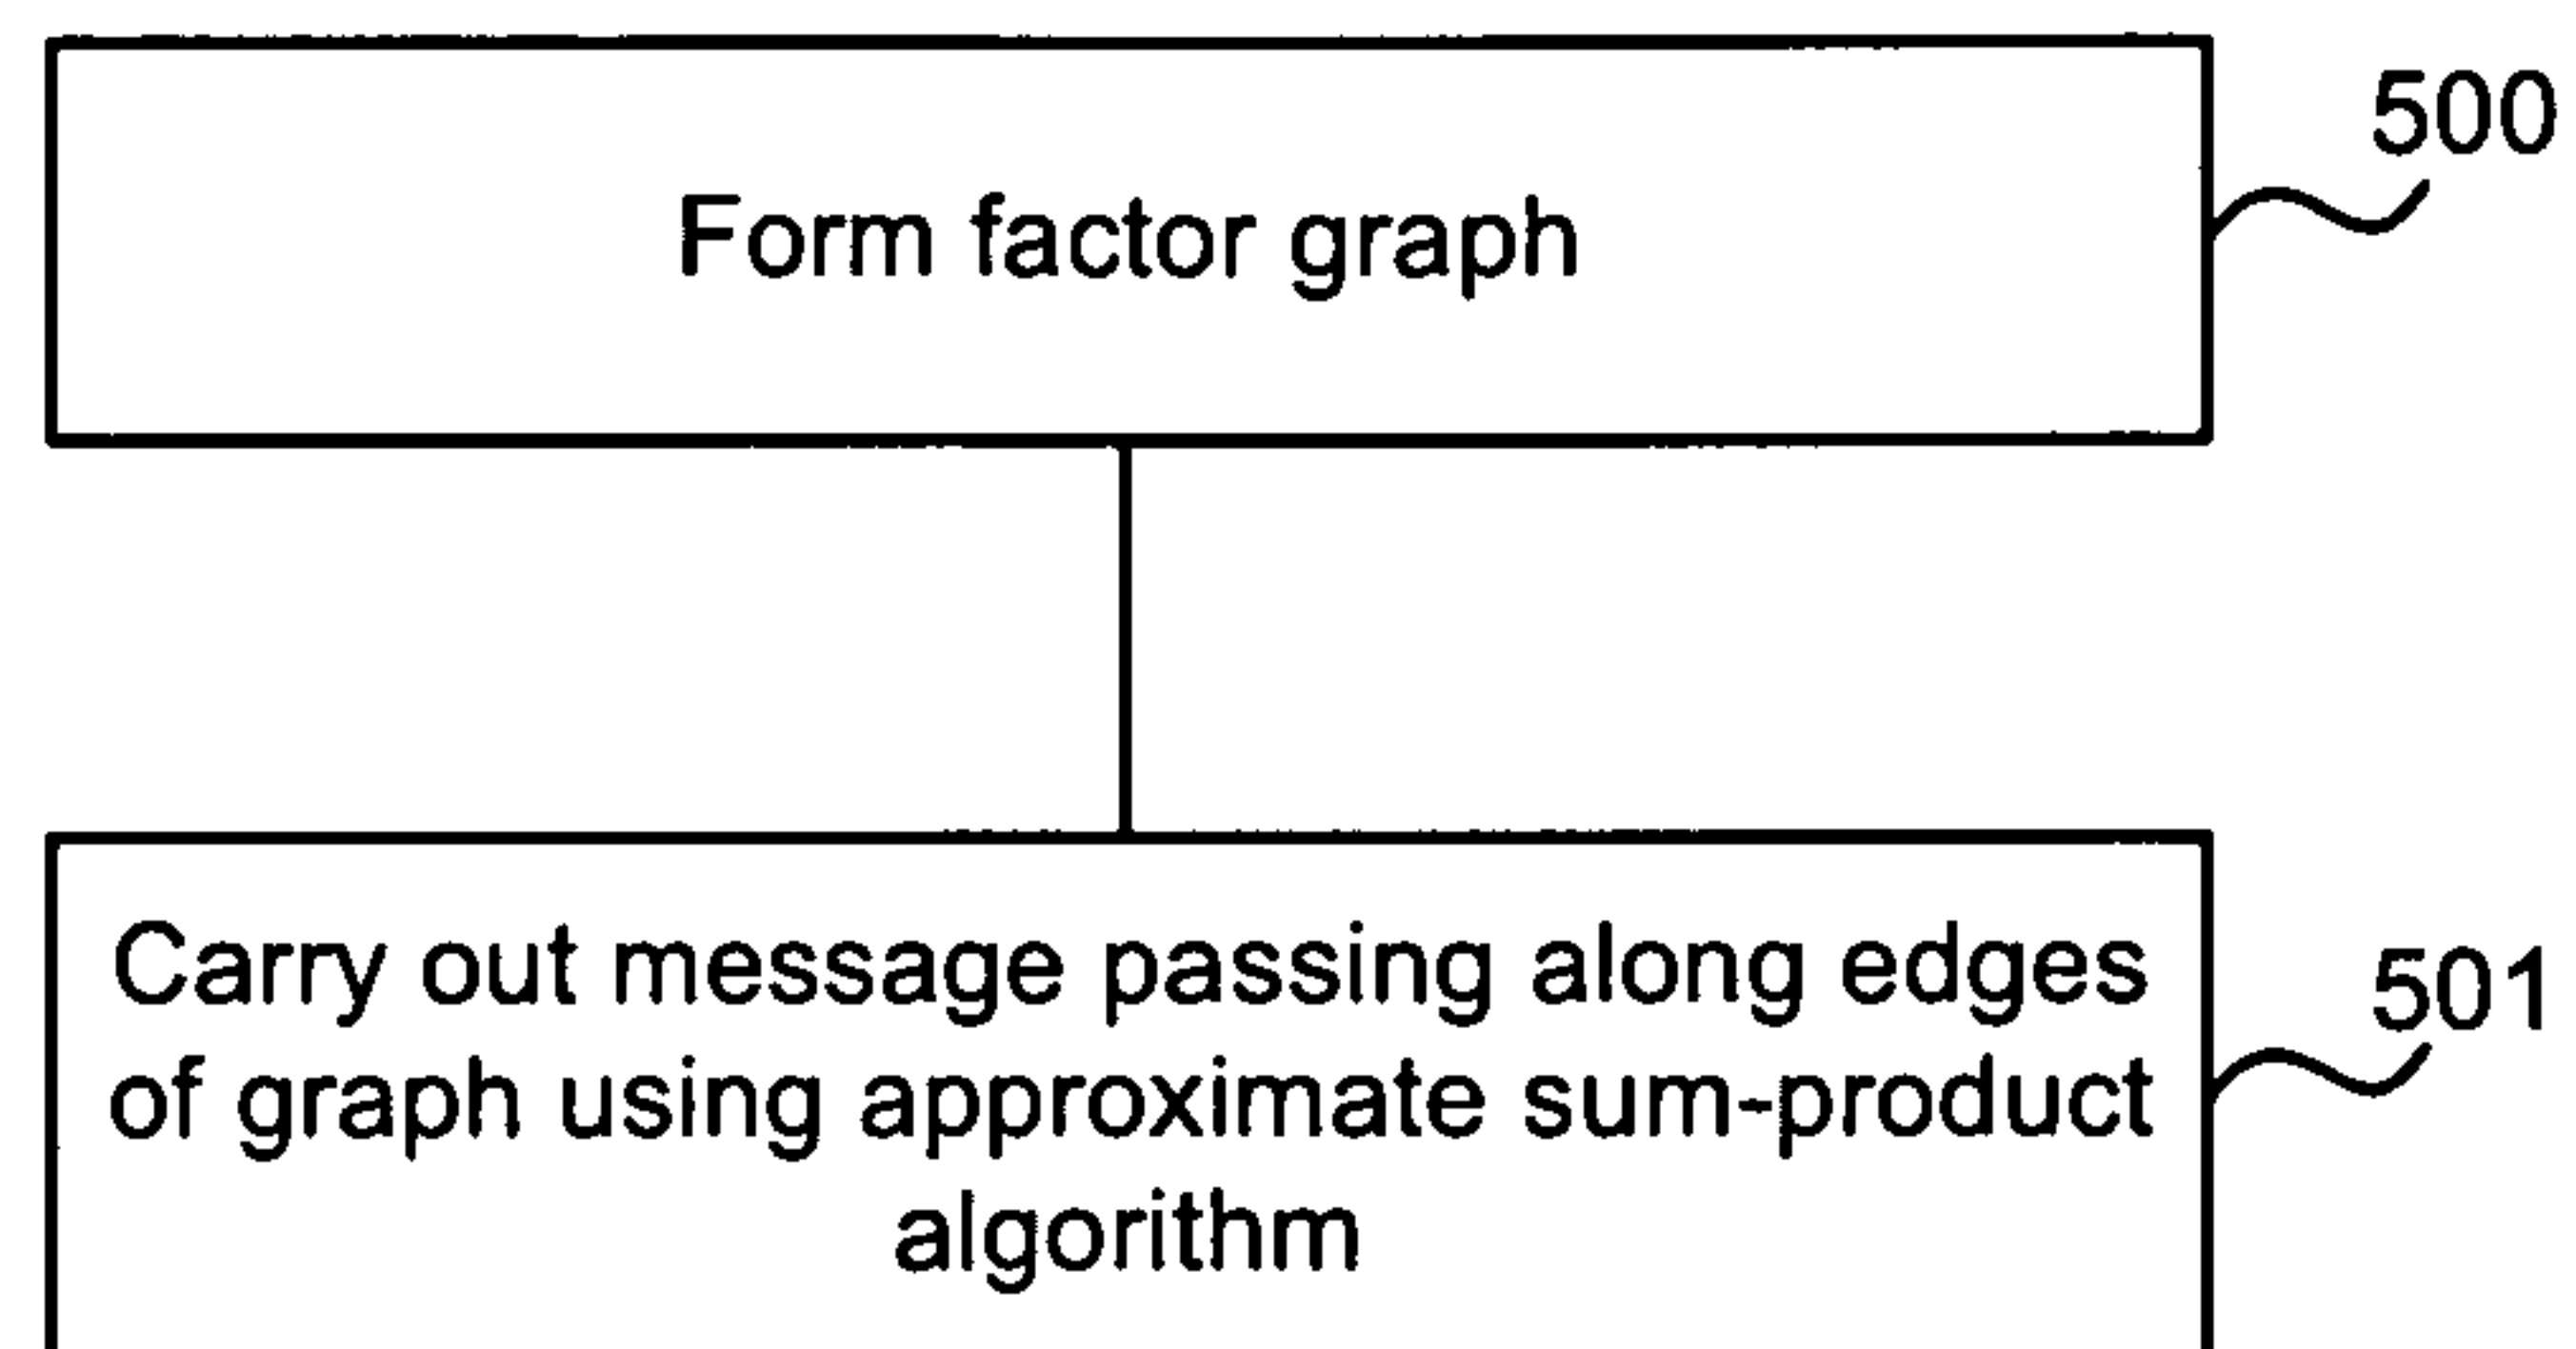 500
Form factor graph
Carry out message passing along edges
501
of graph using approximate sum-product
algorithm